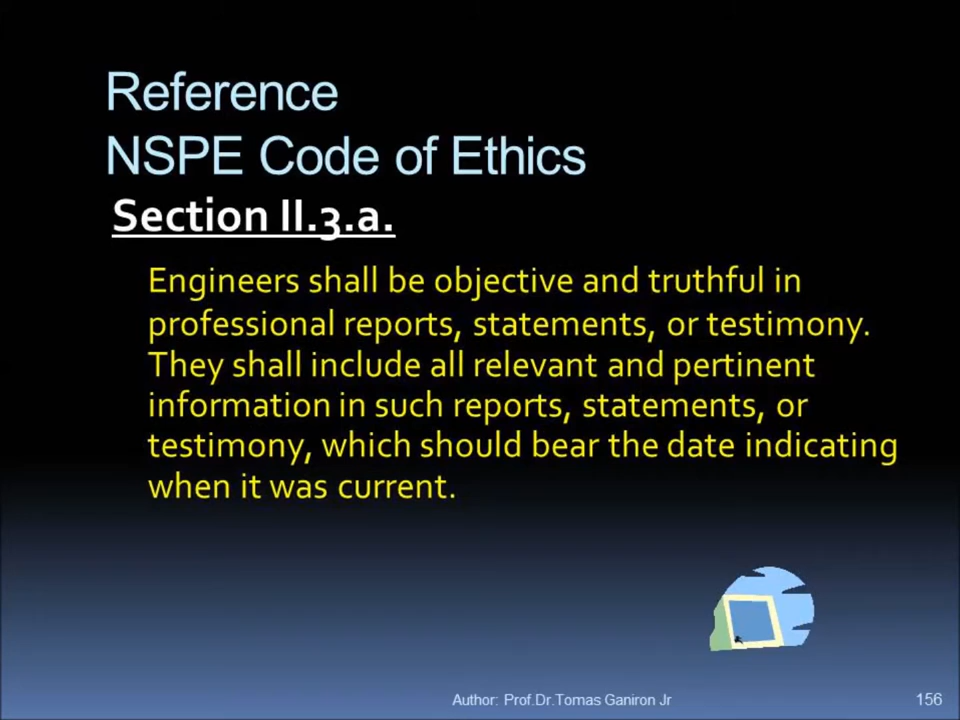 Reference
NSPE Code of Ethics
Section II.3.a.
Engineers shall be objective and truthful in
professional reports, statements, or testimony.
They shall include all relevant and pertinent
information in such reports, statements, or
testimony, which should bear the date indicating
when it was current.
Author: Prof.Dr.Tomas Ganiron Jr
156